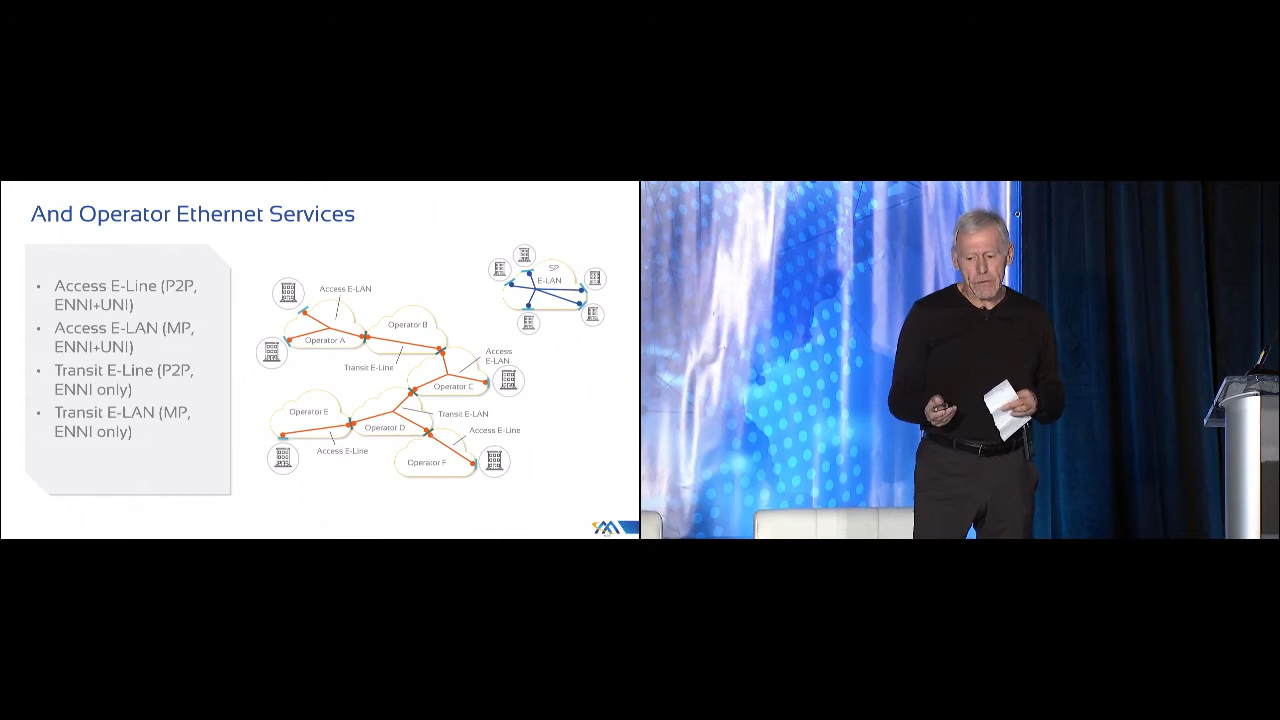 And Operator Ethernet Services
• Access E-Line (P2P,
ENNI+UNI)
• Access E-LAN (MP,
ENNI+UNI)
• Transit E-Line (P2P,
ENNI only)
• Transit E-LAN (MP,
ENNI only)
SP
E-LAN
Access E-LAN
Operator B
Operator A
Transit E-Line
Access
E-LAN
Operator C
Operator E
Transit E-LAN
Operator D
Access E-Line
Access E-Line
Operator F